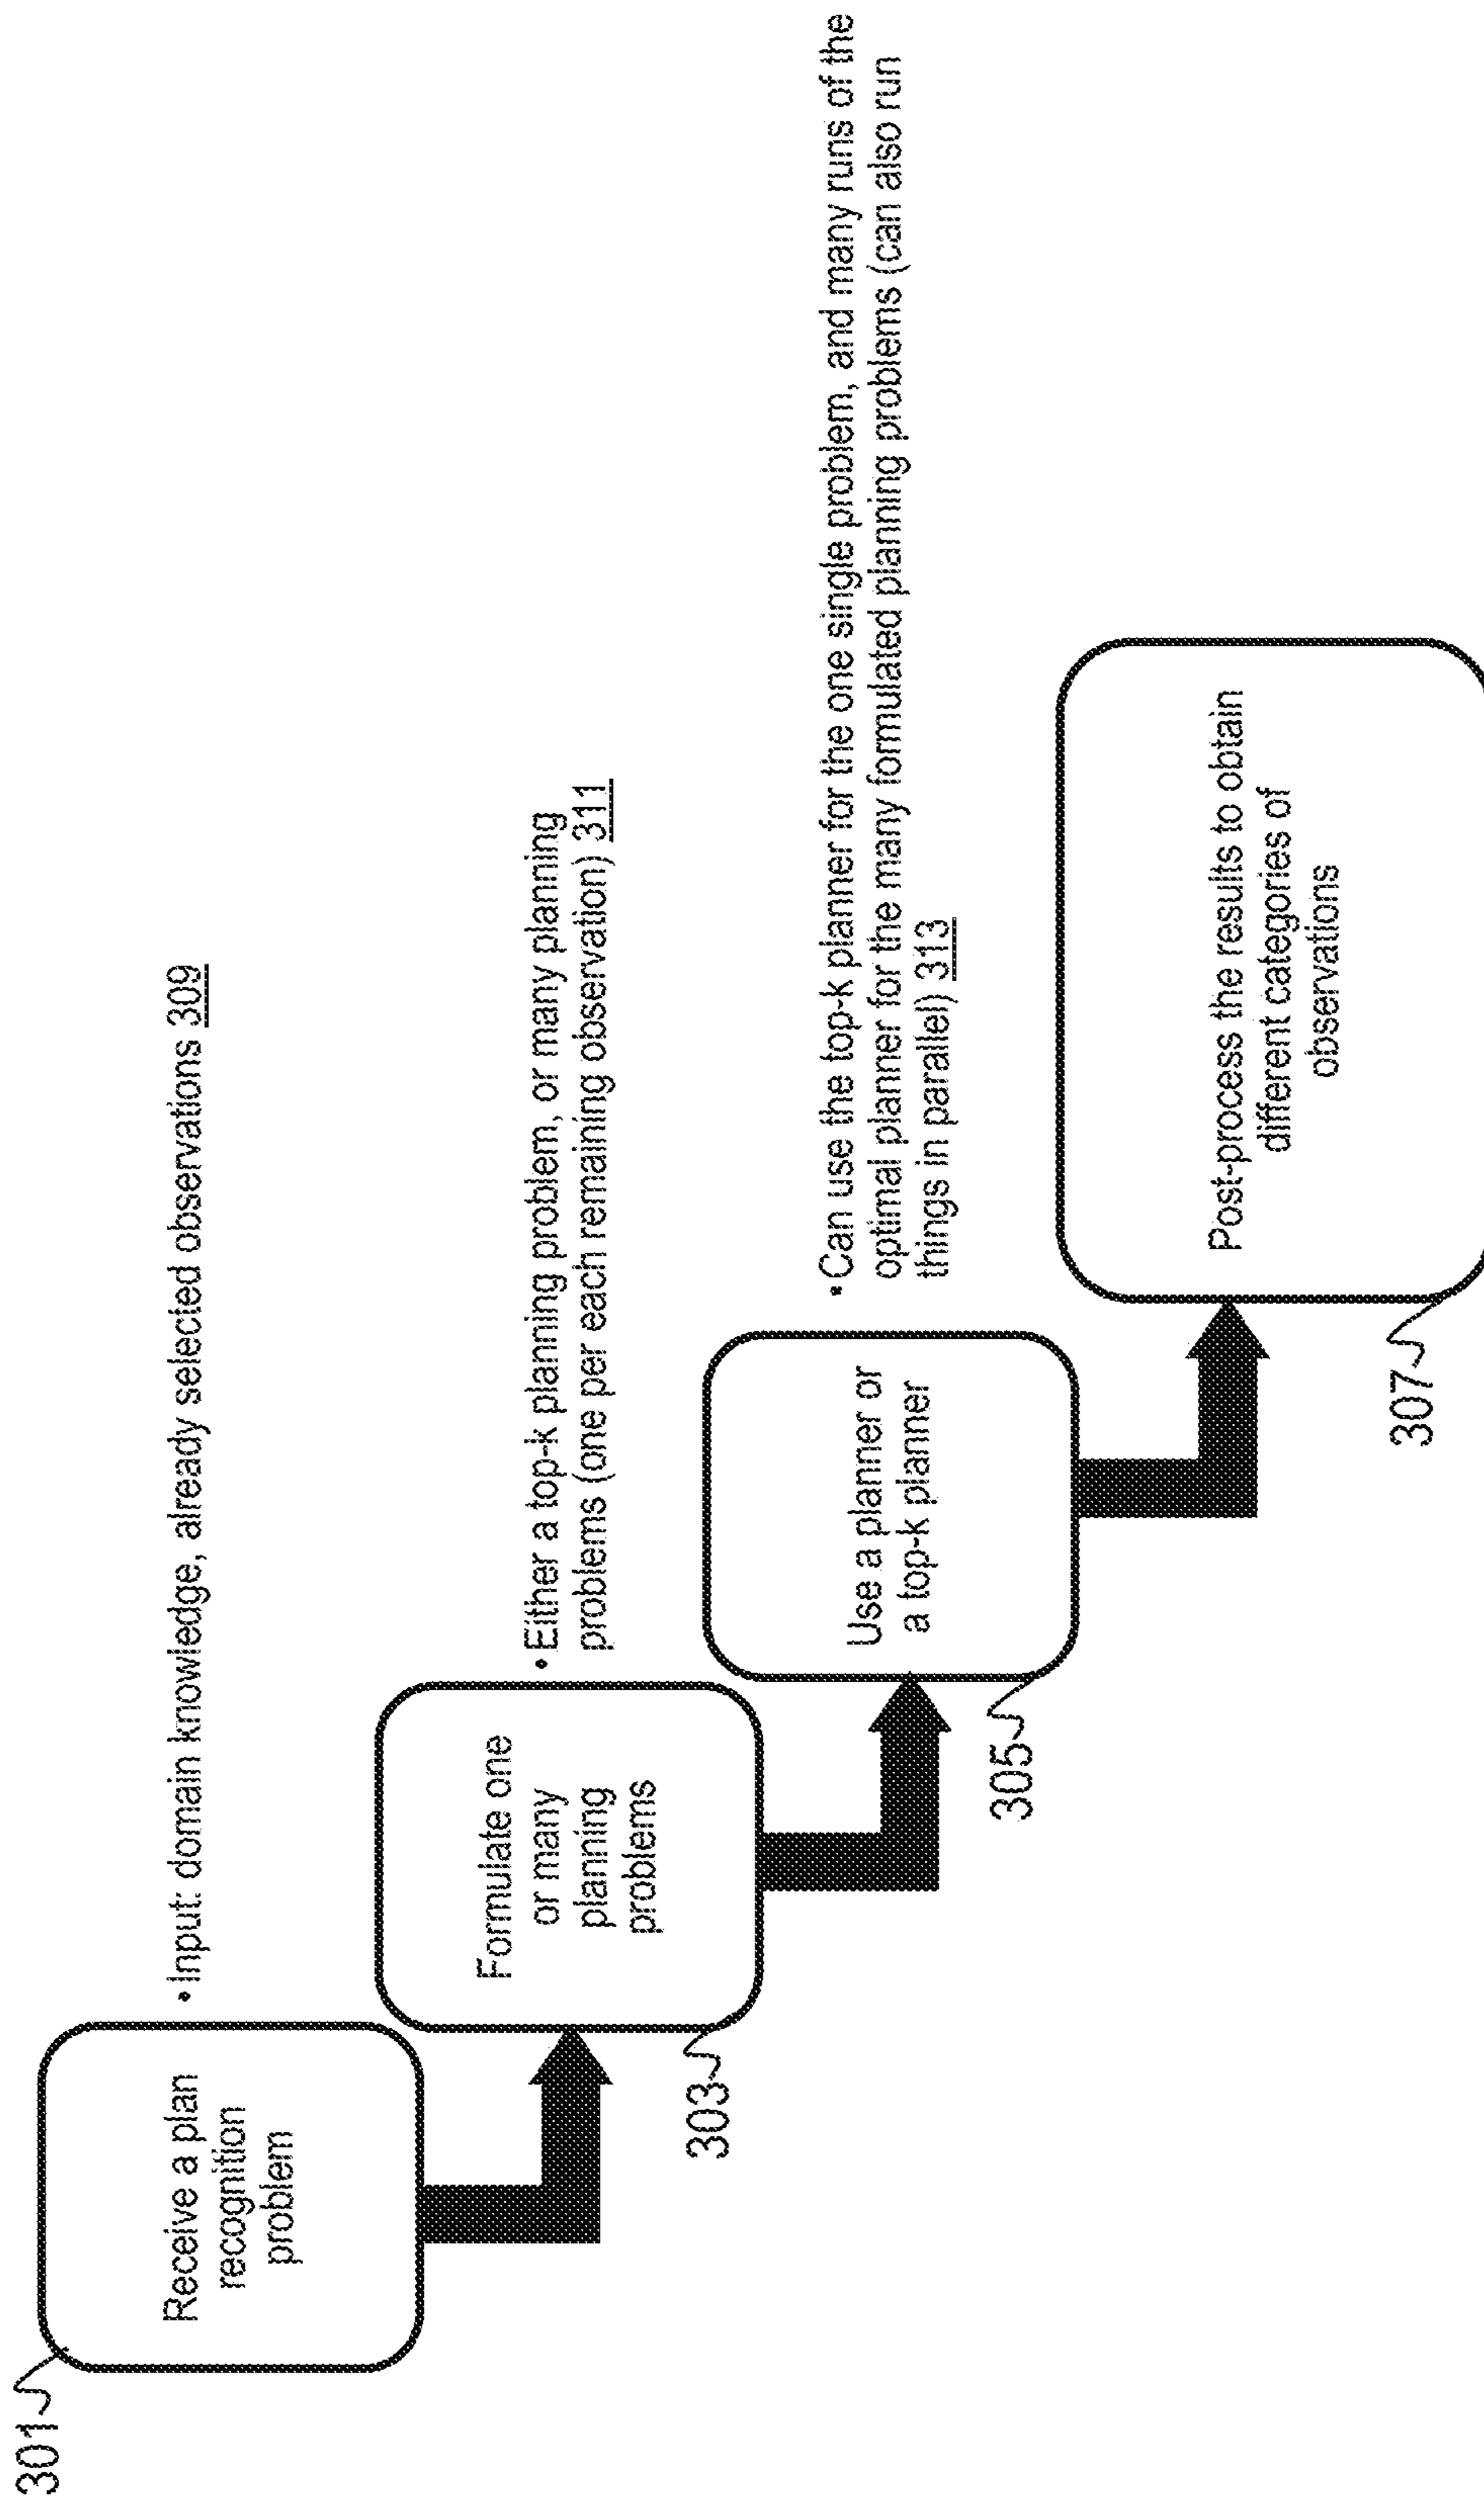 301
Receive a plan
recognition
problem
• Input: domain knowledge, already selected observations 309
303
Formulate one
or many
planning
problems
• Either a top-k planning problem, or many planning
problems (one per each remaining observation) 311
305
Use a planner or
a top-k planner
• Can use the top-k planner for the one single problem, and many runs of the
optimal planner for the many formulated planning problems (can also run
things in parallel) 313
307
Post-process the results to obtain
different categories of
observations